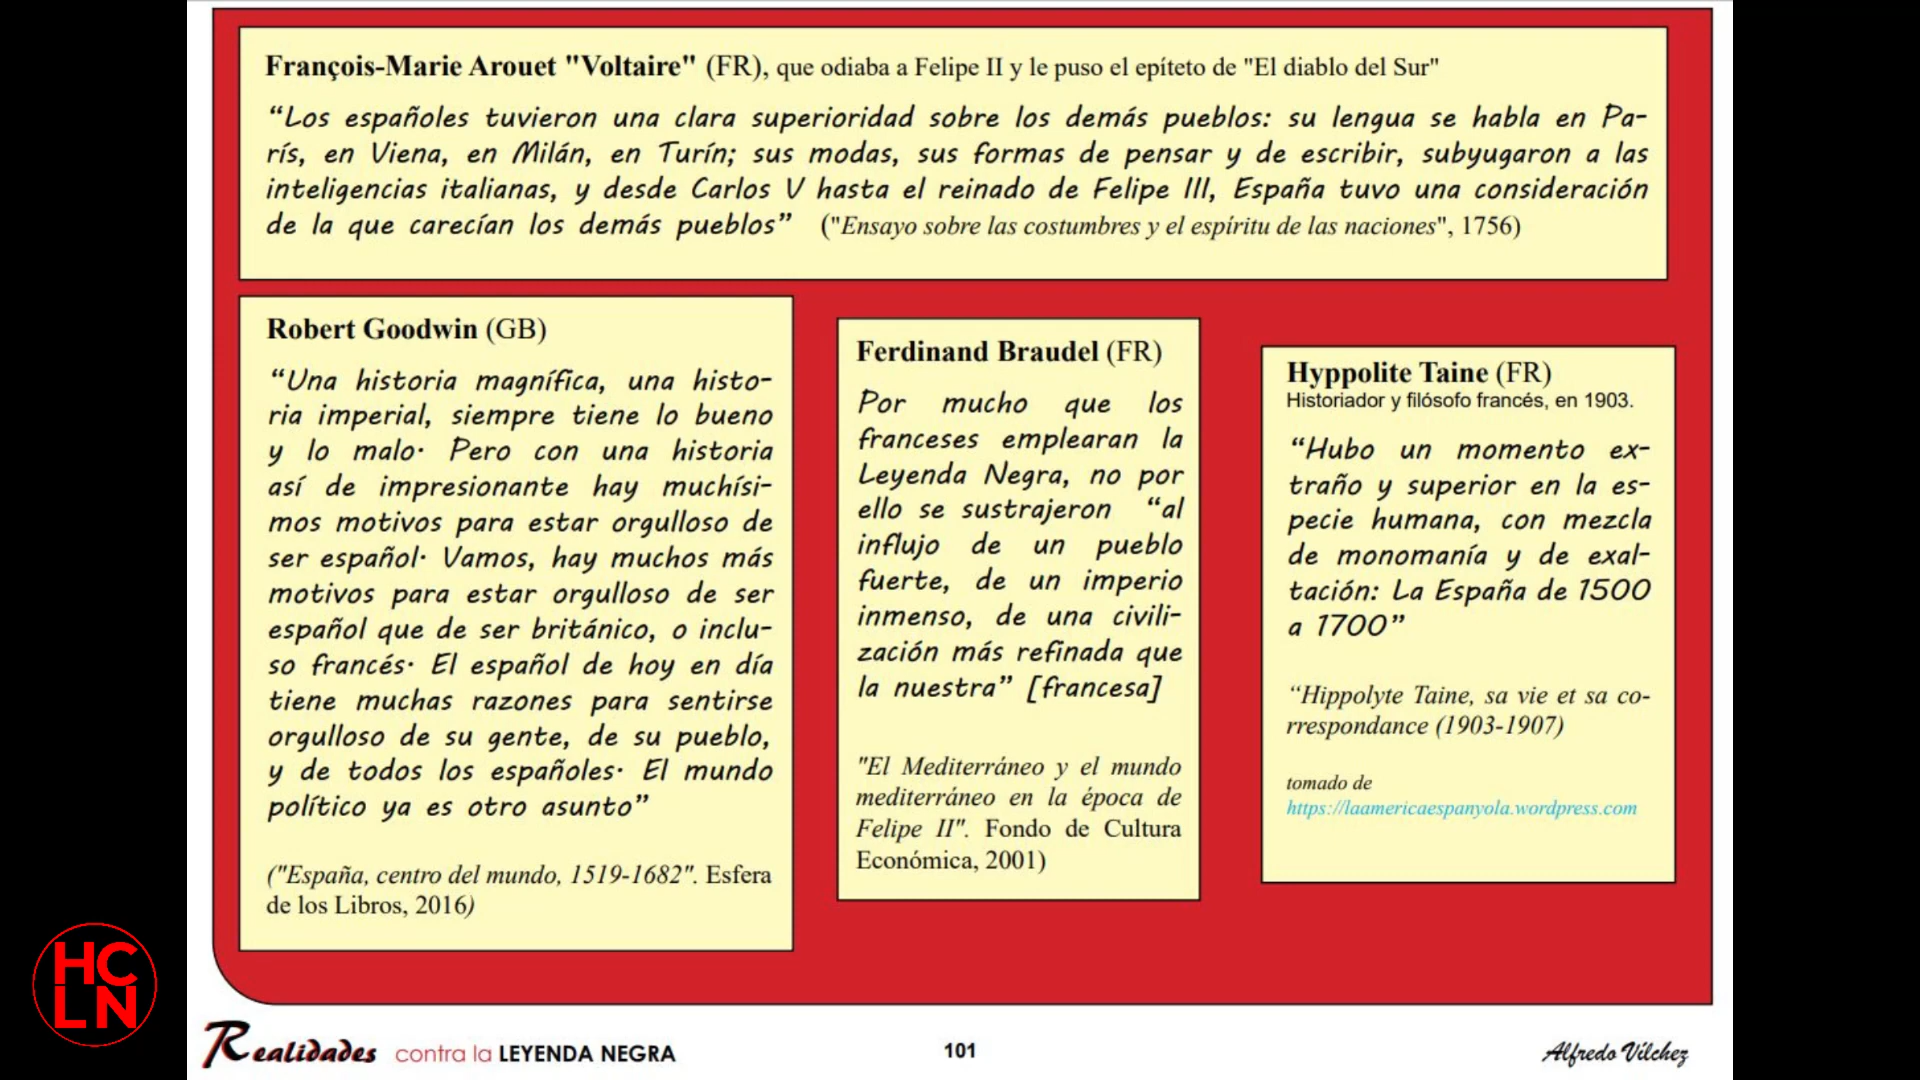 François-Marie Arouet "Voltaire" (FR), que odiaba a Felipe II y le puso el epíteto de "El diablo del Sur"
“Los españoles tuvieron una clara superioridad sobre los demás pueblos: su lengua se habla en Pa-
rís, en Viena, en Milán, en Turín; sus modas, sus formas de pensar y de escribir, subyugaron a las
inteligencias italianas, y desde Carlos V hasta el reinado de Felipe III, España tuvo una consideración
de la que carecían los demás pueblos” ("Ensayo sobre las costumbres y el espíritu de las naciones", 1756)
Robert Goodwin (GB)
“Una historia magnífica, una histo-
ria imperial, siempre tiene lo bueno
y lo malo. Pero con una historia
así de impresionante hay muchísi-
mos motivos para estar orgulloso de
ser español. Vamos, hay muchos más
motivos para estar orgulloso de ser
español que de ser británico, o inclu-
so francés. El español de hoy en día
tiene muchas razones para sentirse
orgulloso de su gente, de su pueblo,
y de todos los españoles. El mundo
político ya es otro asunto”
("España, centro del mundo, 1519-1682". Esfera
de los Libros, 2016)
Ferdinand Braudel (FR)
Por mucho que los
franceses emplearan la
Leyenda Negra, no por
ello se sustrajeron “al
influjo de un pueblo
fuerte, de un imperio
inmenso, de una civili-
zación más refinada que
la nuestra” [francesa]
"El Mediterráneo y el mundo
mediterráneo en la época de
Felipe II". Fondo de Cultura
Económica, 2001)
Hyppolite Taine (FR)
Historiador y filósofo francés, en 1903.
“Hubo un momento ex-
traño y superior en la es-
pecie humana, con mezcla
de monomanía y de exal-
tación: La España de 1500
a 1700”
“Hippolyte Taine, sa vie et sa co-
rrespondance (1903-1907)
tomado de
https://laamericaespanyola.wordpress.com
HC
LN
Realidades contra la LEYENDA NEGRA
101
Alfredo Vílchez